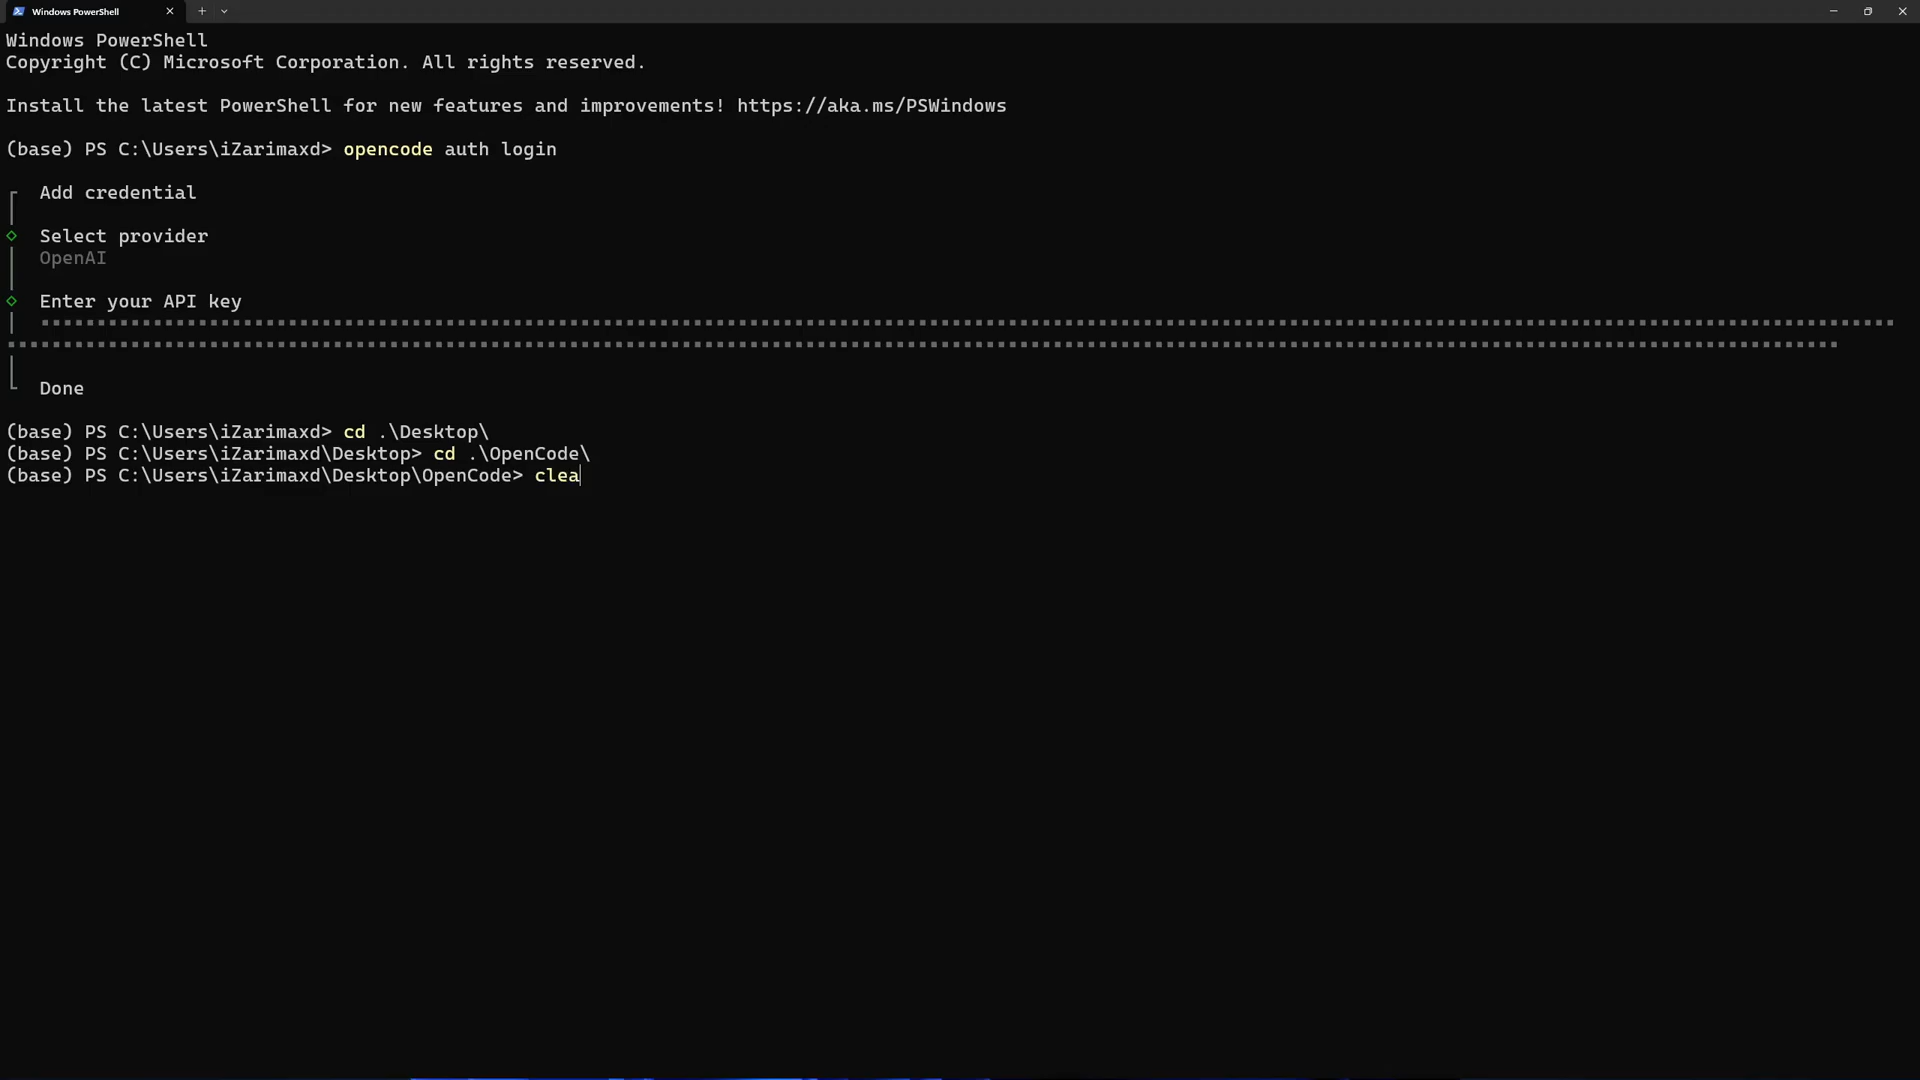 Windows PowerShell
Windows PowerShell
Copyright (C) Microsoft Corporation. All rights reserved.
Install the latest PowerShell for new features and improvements! https://aka.ms/PSWindows
(base) PS C:\Users\iZarimaxd> opencode auth login
Add credential
Select provider
OpenAI
Enter your API key
Done
(base) PS C:\Users\iZarimaxd> cd .\Desktop\
(base) PS C:\Users\iZarimaxd\Desktop> cd .\OpenCode\
(base) PS C:\Users\iZarimaxd\Desktop\OpenCode> clea